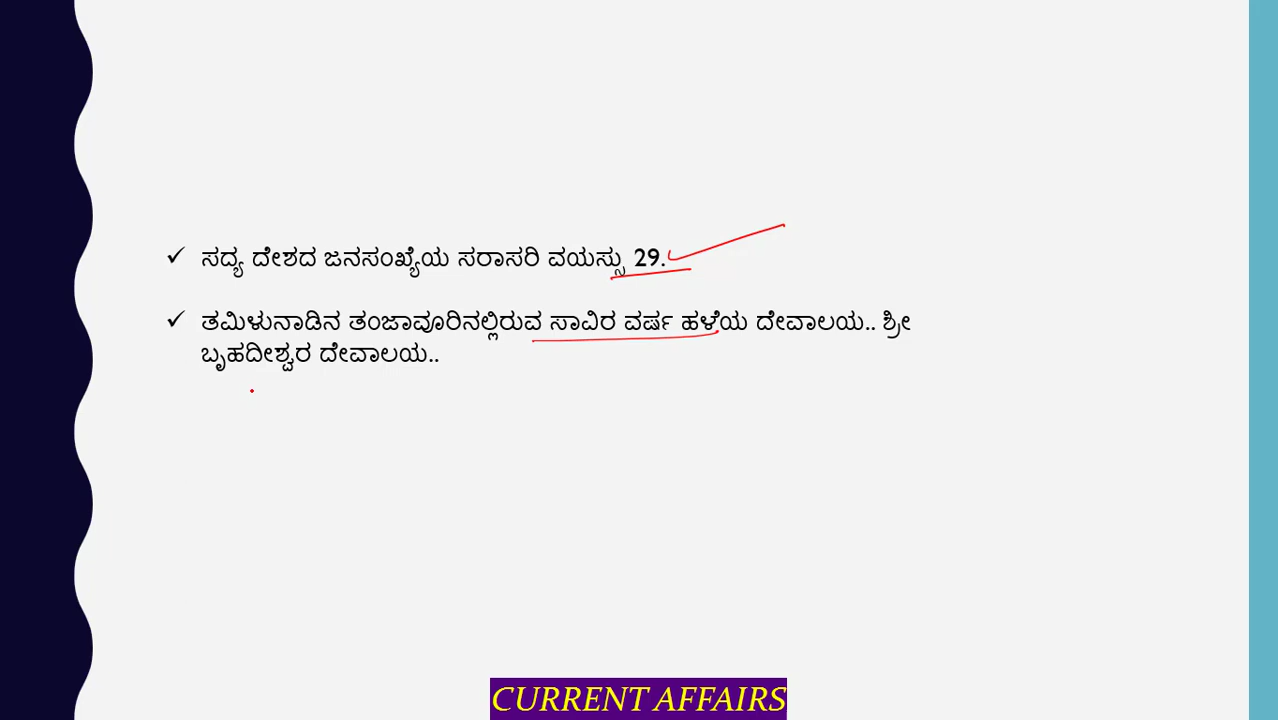 ಸದ್ಯ ದೇಶದ ಜನಸಂಖ್ಯೆಯ ಸರಾಸರಿ ವಯಸ್ಸು 29.
ತಮಿಳುನಾಡಿನ ತಂಜಾವೂರಿನಲ್ಲಿರುವ ಸಾವಿರ ವರ್ಷ ಹಳೆಯ ದೇವಾಲಯ.. ಶ್ರೀ
ಬೃಹದೀಶ್ವರ ದೇವಾಲಯ..
CURRENT AFFAIRS